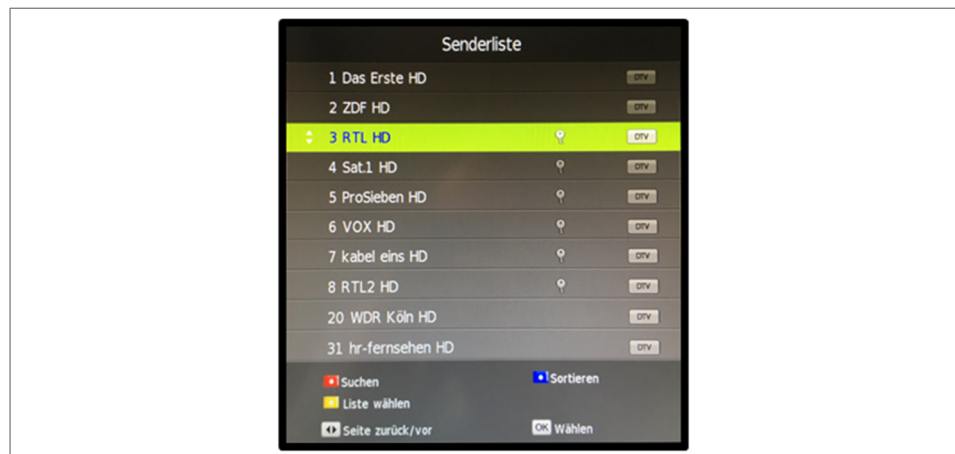 Senderliste
1 Das Erste HD DTV
2 ZDF HD DTV
3 RTL HD DTV
4 Sat.1 HD DTV
5 ProSieben HD DTV
6 VOX HD DTV
7 kabel eins HD DTV
8 RTL2 HD DTV
20 WDR Köln HD DTV
31 hr-fernsehen HD DTV
Suchen Sortieren
Liste wählen
Seite zurück/vor OK Wählen